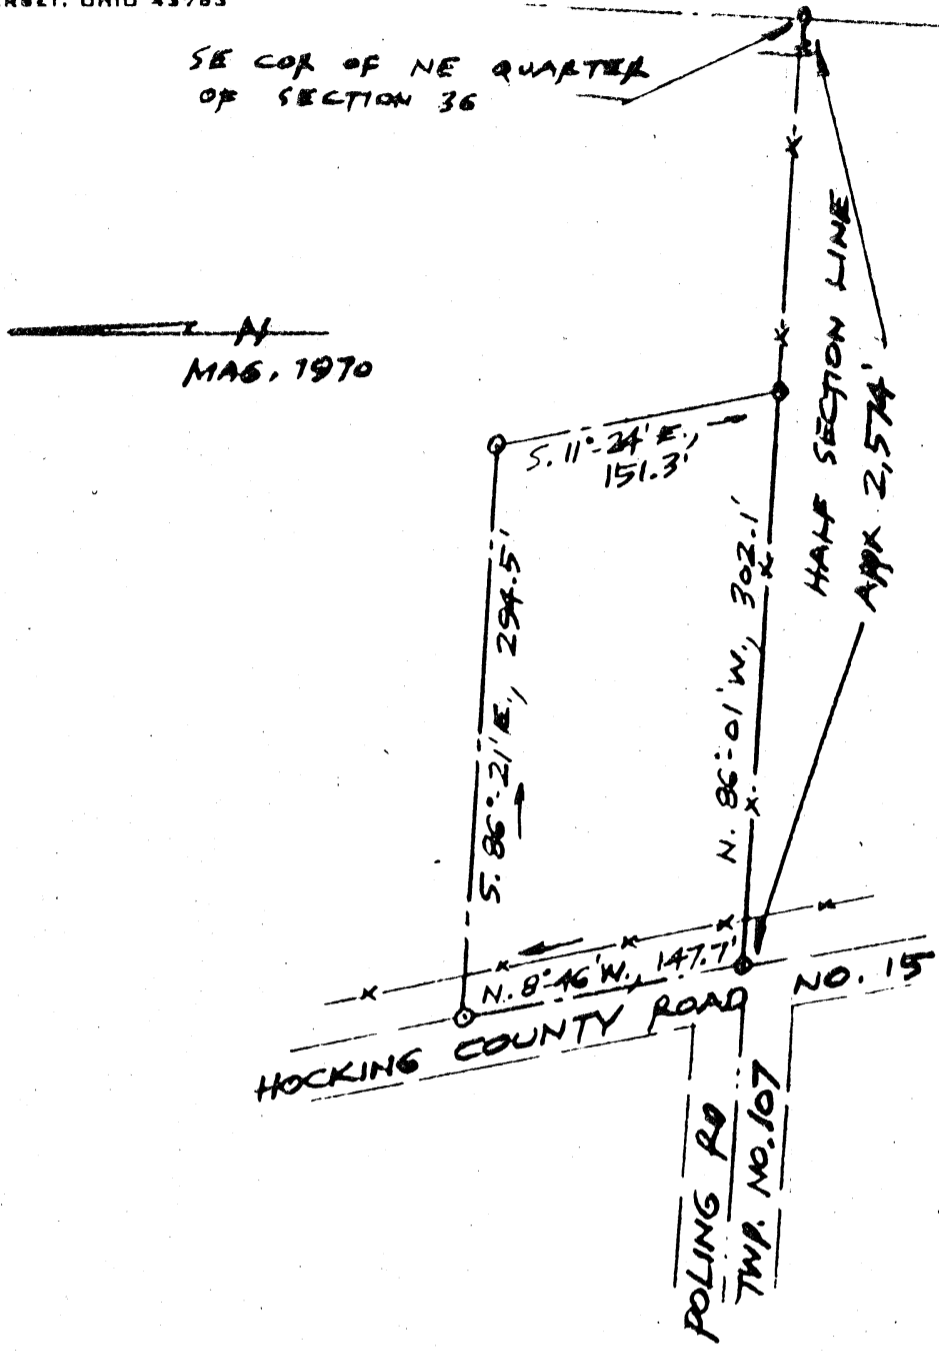 OHIO 43783
SE COR OF NE QUARTER
OF SECTION 36
N
MAG. 1970
HALF SECTION LINE
APPX 2,574'
S. 11°-24' E.,
151.3'
S. 86°-21' E., 294.5'
N. 86°-01' W., 302.1'
N. 8°-46' W., 147.7'
HOCKING COUNTY ROAD NO. 15
POLING RD
TWP. NO. 107